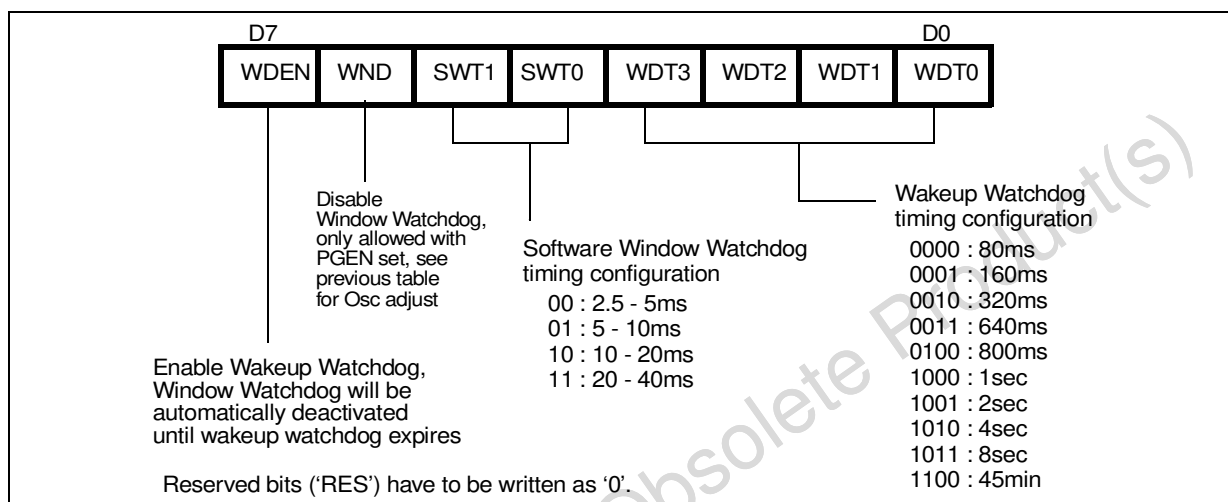 D7 D0
WDEN WND SWT1 SWT0 WDT3 WDT2 WDT1 WDT0
Disable
Window Watchdog,
only allowed with
PGEN set, see
previous table
for Osc adjust
Enable Wakeup Watchdog,
Window Watchdog will be
automatically deactivated
until wakeup watchdog expires
Software Window Watchdog
timing configuration
00 : 2.5 - 5ms
01 : 5 - 10ms
10 : 10 - 20ms
11 : 20 - 40ms
Wakeup Watchdog
timing configuration
0000 : 80ms
0001 : 160ms
0010 : 320ms
0011 : 640ms
0100 : 800ms
1000 : 1sec
1001 : 2sec
1010 : 4sec
1011 : 8sec
1100 : 45min
Reserved bits ('RES') have to be written as '0'.
Obsolete Product(s)